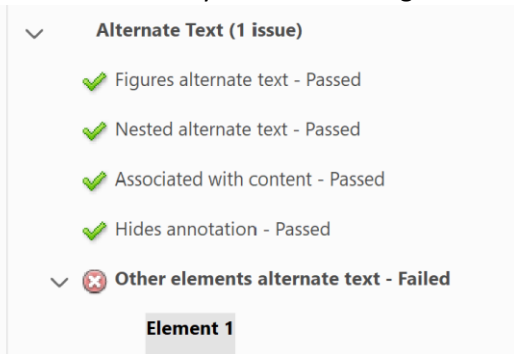 Alternate Text (1 issue)
Figures alternate text - Passed
Nested alternate text - Passed
Associated with content - Passed
Hides annotation - Passed
Other elements alternate text - Failed
Element 1